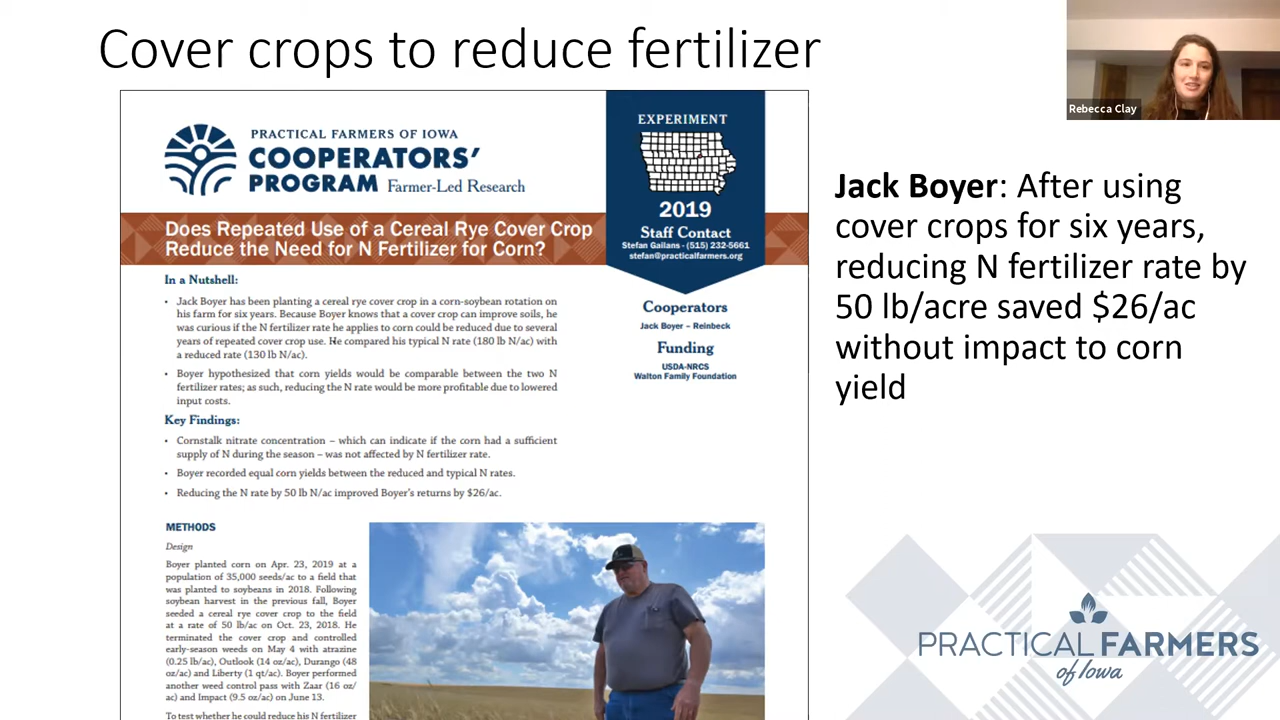 Cover crops to reduce fertilizer
Rebecca Clay
PRACTICAL FARMERS OF IOWA
COOPERATORS'
PROGRAM Farmer-Led Research
EXPERIMENT
2019
Staff Contact
Stefan Gailans - (515) 232-5661
stefan@practicalfarmers.org
Does Repeated Use of a Cereal Rye Cover Crop
Reduce the Need for N Fertilizer for Corn?
In a Nutshell:
• Jack Boyer has been planting a cereal rye cover crop in a corn-soybean rotation on
his farm for six years. Because Boyer knows that a cover crop can improve soils, he
was curious if the N fertilizer rate he applies to corn could be reduced due to several
years of repeated cover crop use. He compared his typical N rate (180 lb N/ac) with
a reduced rate (130 lb N/ac).
• Boyer hypothesized that corn yields would be comparable between the two N
fertilizer rates; as such, reducing the N rate would be more profitable due to lowered
input costs.
Key Findings:
• Cornstalk nitrate concentration – which can indicate if the corn had a sufficient
supply of N during the season – was not affected by N fertilizer rate.
• Boyer recorded equal corn yields between the reduced and typical N rates.
• Reducing the N rate by 50 lb N/ac improved Boyer's returns by $26/ac.
Cooperators
Jack Boyer – Reinbeck
Funding
USDA-NRCS
Walton Family Foundation
METHODS
Design
Boyer planted corn on Apr. 23, 2019 at a
population of 35,000 seeds/ac to a field that
was planted to soybeans in 2018. Following
soybean harvest in the previous fall, Boyer
seeded a cereal rye cover crop to the field
at a rate of 50 lb/ac on Oct. 23, 2018. He
terminated the cover crop and controlled
early-season weeds on May 4 with atrazine
(0.25 lb/ac), Outlook (14 oz/ac), Durango (48
oz/ac) and Liberty (1 qt/ac). Boyer performed
another weed control pass with Zaar (16 oz/
ac) and Impact (9.5 oz/ac) on June 13.
To test whether he could reduce his N fertilizer
Jack Boyer: After using
cover crops for six years,
reducing N fertilizer rate by
50 lb/acre saved $26/ac
without impact to corn
yield
PRACTICAL FARMERS
of Iowa